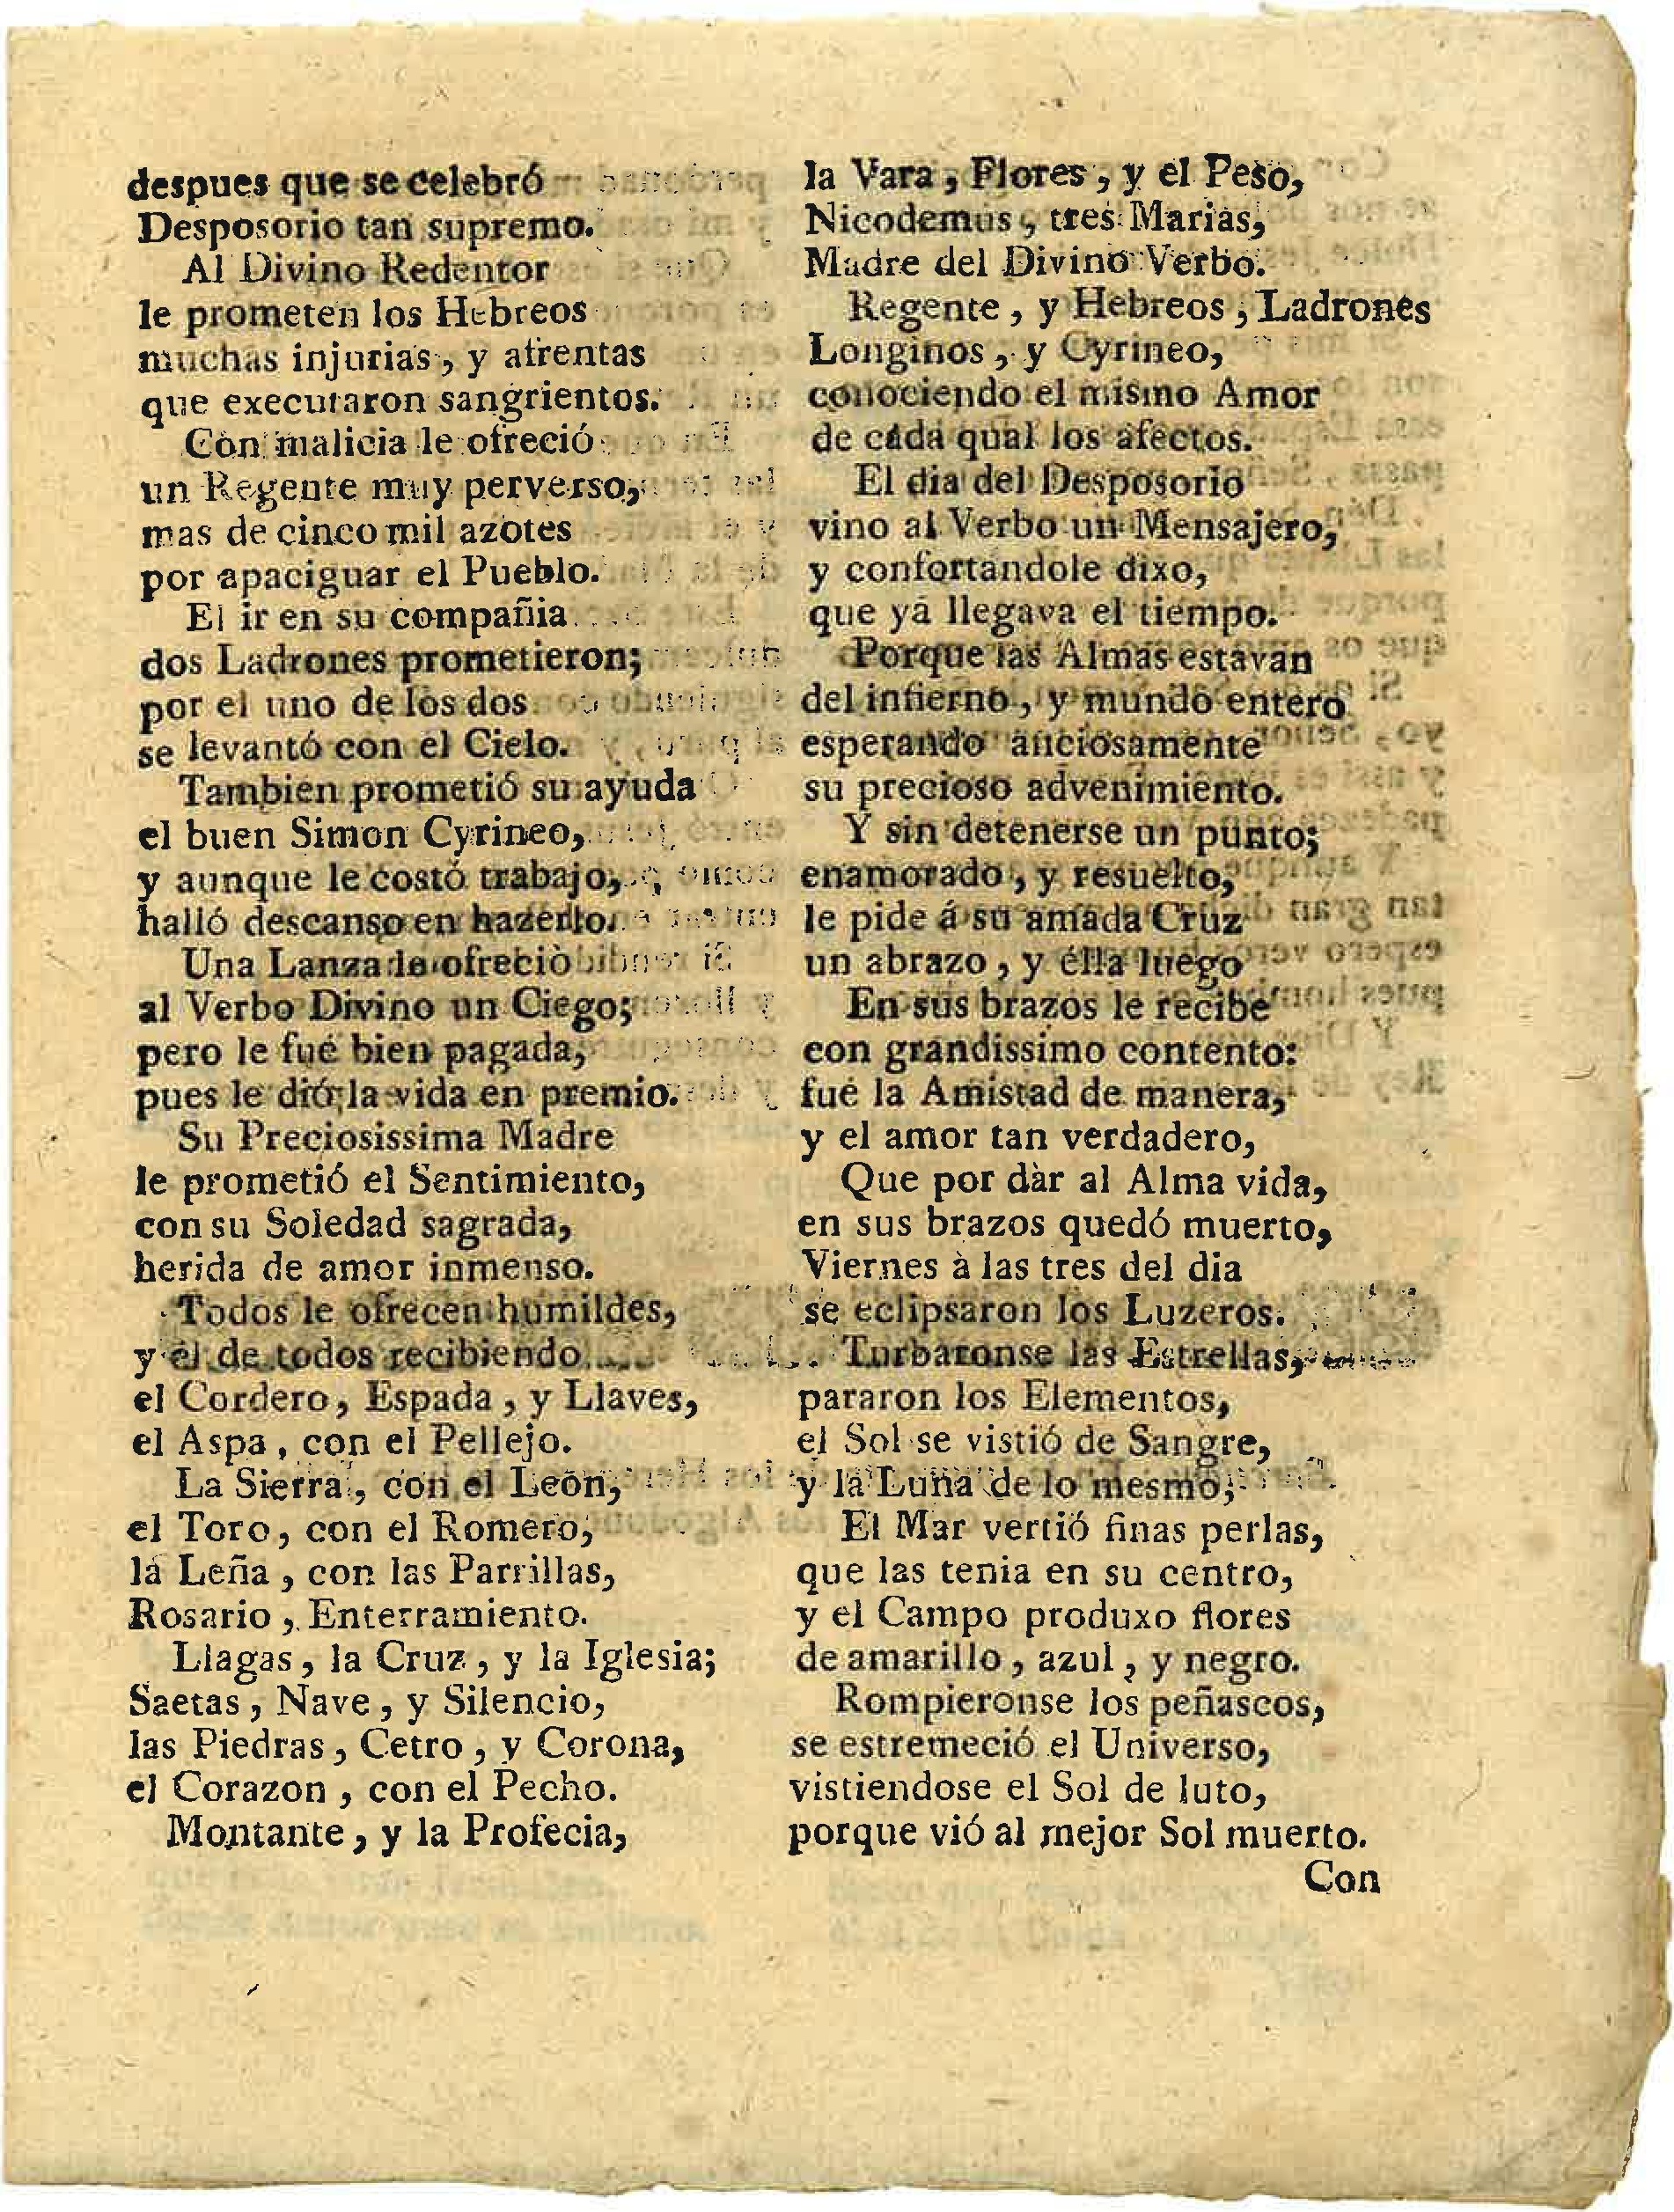 despues que se celebró
Desposorio tan supremo.
Al Divino Redentor
le prometen los Hebreos
muchas injurias, y afrentas
que executaron sangrientos.
Con malicia le ofreció
un Regente muy perverso,
mas de cinco mil azotes
por apaciguar el Pueblo.
El ir en su compañia
dos Ladrones prometieron;
por el uno de los dos
se levantó con el Cielo.
Tambien prometió su ayuda
el buen Simon Cyrineo,
y aunque le costó trabajo,
halló descanso en hazerlo.
Una Lanza le ofreciò
al Verbo Divino un Ciego;
pero le fué bien pagada,
pues le dió la vida en premio.
Su Preciosissima Madre
le prometió el Sentimiento,
con su Soledad sagrada,
herida de amor inmenso.
Todos le ofrecen humildes,
y él de todos recibiendo
el Cordero, Espada, y Llaves,
el Aspa, con el Pellejo.
La Sierra, con el Leon,
el Toro, con el Romero,
la Leña, con las Parrillas,
Rosario, Enterramiento.
Llagas, la Cruz, y la Iglesia;
Saetas, Nave, y Silencio,
las Piedras, Cetro, y Corona,
el Corazon, con el Pecho.
Montante, y la Profecia,
la Vara, Flores, y el Peso,
Nicodemus, tres Marias,
Madre del Divino Verbo.
Regente, y Hebreos, Ladrones
Longinos, y Cyrineo,
conociendo el mismo Amor
de cada qual los afectos.
El dia del Desposorio
vino al Verbo un Mensajero,
y confortandole dixo,
que yá llegava el tiempo.
Porque las Almas estavan
del infierno, y mundo entero
esperando anciosamente
su precioso advenimiento.
Y sin detenerse un punto;
enamorado, y resuelto,
le pide á su amada Cruz
un abrazo, y élla luego
En sus brazos le recibe
con grandissimo contento:
fué la Amistad de manera,
y el amor tan verdadero,
Que por dàr al Alma vida,
en sus brazos quedó muerto,
Viernes à las tres del dia
se eclipsaron los Luzeros.
Turbaronse las Estrellas,
pararon los Elementos,
el Sol se vistió de Sangre,
y la Luna de lo mesmo;
El Mar vertió finas perlas,
que las tenia en su centro,
y el Campo produxo flores
de amarillo, azul, y negro.
Rompieronse los peñascos,
se estremeció el Universo,
vistiendose el Sol de luto,
porque vió al mejor Sol muerto.
Con